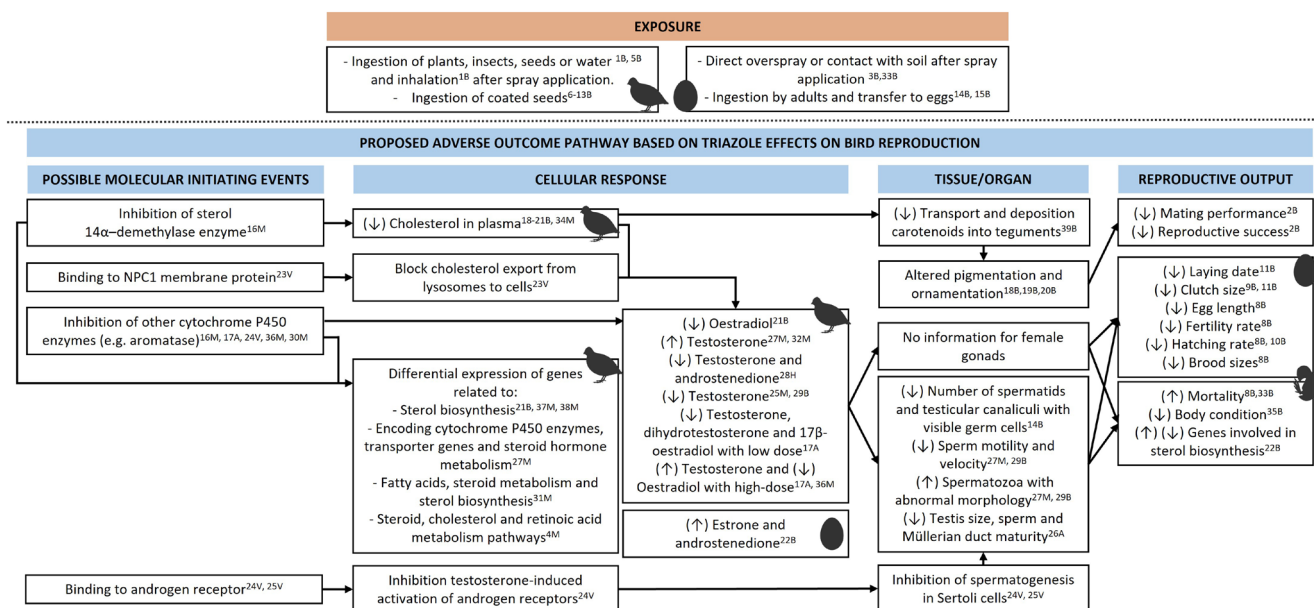 EXPOSURE
- Ingestion of plants, insects, seeds or water 1B, 5B
and inhalation1B after spray application.
- Ingestion of coated seeds6-13B
- Direct overspray or contact with soil after spray
application 3B,33B
- Ingestion by adults and transfer to eggs14B, 15B
PROPOSED ADVERSE OUTCOME PATHWAY BASED ON TRIAZOLE EFFECTS ON BIRD REPRODUCTION
POSSIBLE MOLECULAR INITIATING EVENTS
Inhibition of sterol
14α–demethylase enzyme16M
Binding to NPC1 membrane protein23V
Inhibition of other cytochrome P450
enzymes (e.g. aromatase)16M, 17A, 24V, 36M, 30M
Binding to androgen receptor24V, 25V
CELLULAR RESPONSE
(↓) Cholesterol in plasma18-21B, 34M
Block cholesterol export from
lysosomes to cells23V
Differential expression of genes
related to:
- Sterol biosynthesis21B, 37M, 38M
- Encoding cytochrome P450 enzymes,
transporter genes and steroid hormone
metabolism27M
- Fatty acids, steroid metabolism and
sterol biosynthesis31M
- Steroid, cholesterol and retinoic acid
metabolism pathways4M
Inhibition testosterone-induced
activation of androgen receptors24V
(↓) Oestradiol21B
(↑) Testosterone27M, 32M
(↓) Testosterone and
androstenedione28H
(↓) Testosterone25M, 29B
(↓) Testosterone,
dihydrotestosterone and 17β-
oestradiol with low dose17A
(↑) Testosterone and (↓)
Oestradiol with high-dose17A, 36M
(↑) Estrone and
androstenedione22B
TISSUE/ORGAN
(↓) Transport and deposition
carotenoids into teguments39B
Altered pigmentation and
ornamentation18B,19B,20B
No information for female
gonads
(↓) Number of spermatids
and testicular canaliculi with
visible germ cells14B
(↓) Sperm motility and
velocity27M, 29B
(↑) Spermatozoa with
abnormal morphology27M, 29B
(↓) Testis size, sperm and
Müllerian duct maturity26A
Inhibition of spermatogenesis
in Sertoli cells24V, 25V
REPRODUCTIVE OUTPUT
(↓) Mating performance2B
(↓) Reproductive success2B
(↓) Laying date11B
(↓) Clutch size9B, 11B
(↓) Egg length8B
(↓) Fertility rate8B
(↓) Hatching rate8B, 10B
(↓) Brood sizes8B
(↑) Mortality8B,33B
(↓) Body condition35B
(↑) (↓) Genes involved in
sterol biosynthesis22B